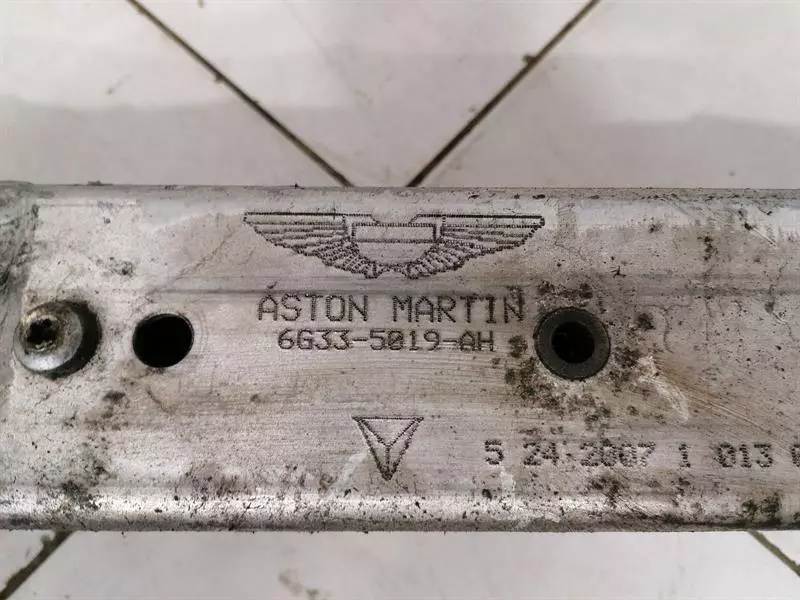 ASTON MARTIN
6G33-5019-AH
5 24 2007 1 013